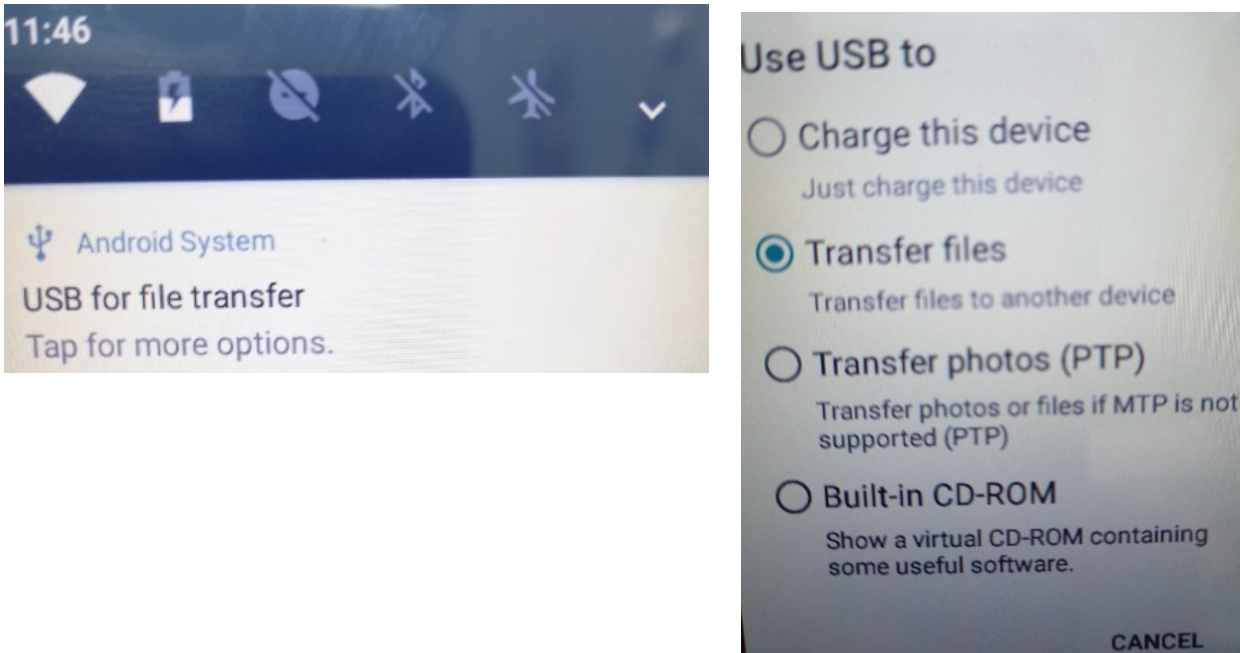 11:46
Android System
USB for file transfer
Tap for more options.
Use USB to
Charge this device
Just charge this device
Transfer files
Transfer files to another device
Transfer photos (PTP)
Transfer photos or files if MTP is not
supported (PTP)
Built-in CD-ROM
Show a virtual CD-ROM containing
some useful software.
CANCEL